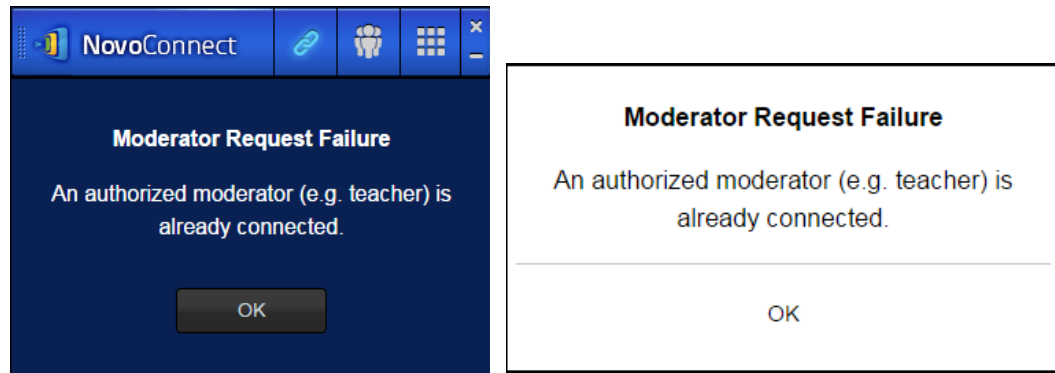 NovoConnect
Moderator Request Failure
An authorized moderator (e.g. teacher) is
already connected.
OK
Moderator Request Failure
An authorized moderator (e.g. teacher) is
already connected.
OK